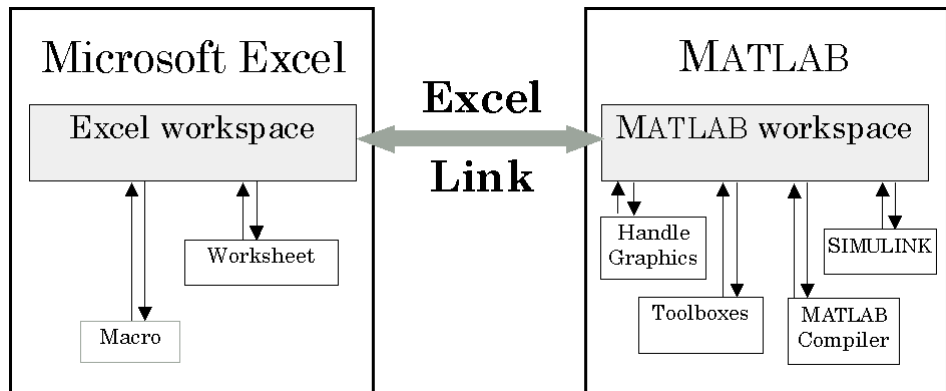 Microsoft Excel
Excel workspace
Worksheet
Macro
Excel
Link
MATLAB
MATLAB workspace
Handle
Graphics
Toolboxes
MATLAB
Compiler
SIMULINK